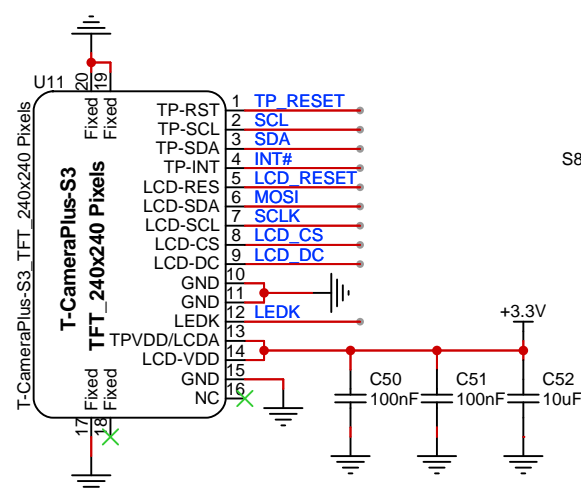 U11
20
19
Fixed
Fixed
T-CameraPlus-S3_TFT_240x240 Pixels
T-CameraPlus-S3
TFT_240x240 Pixels
TP-RST 1 TP_RESET
TP-SCL 2 SCL
TP-SDA 3 SDA
TP-INT 4 INT#
LCD-RES 5 LCD_RESET
LCD-SDA 6 MOSI
LCD-SCL 7 SCLK
LCD-CS 8 LCD_CS
LCD-DC 9 LCD_DC
GND 10
GND 11
LEDK 12 LEDK
TPVDD/LCDA 13
LCD-VDD 14
GND 15
NC 16
Fixed
Fixed
17
18
S8
+3.3V
C50
100nF
C51
100nF
C52
10uF